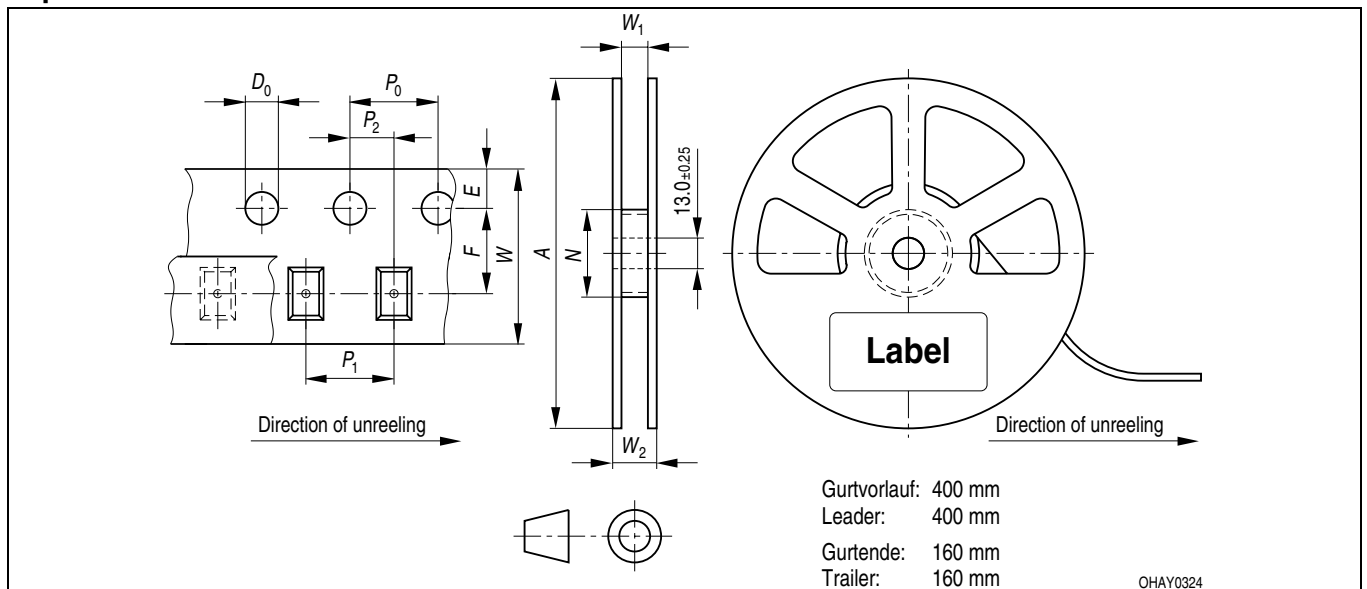 W₁
D₀
P₀
P₂
E
F
W
A
N
13.0±0.25
P₁
W₂
Label
Direction of unreeling
Direction of unreeling
Gurtvorlauf: 400 mm
Leader: 400 mm
Gurtende: 160 mm
Trailer: 160 mm
OHAY0324